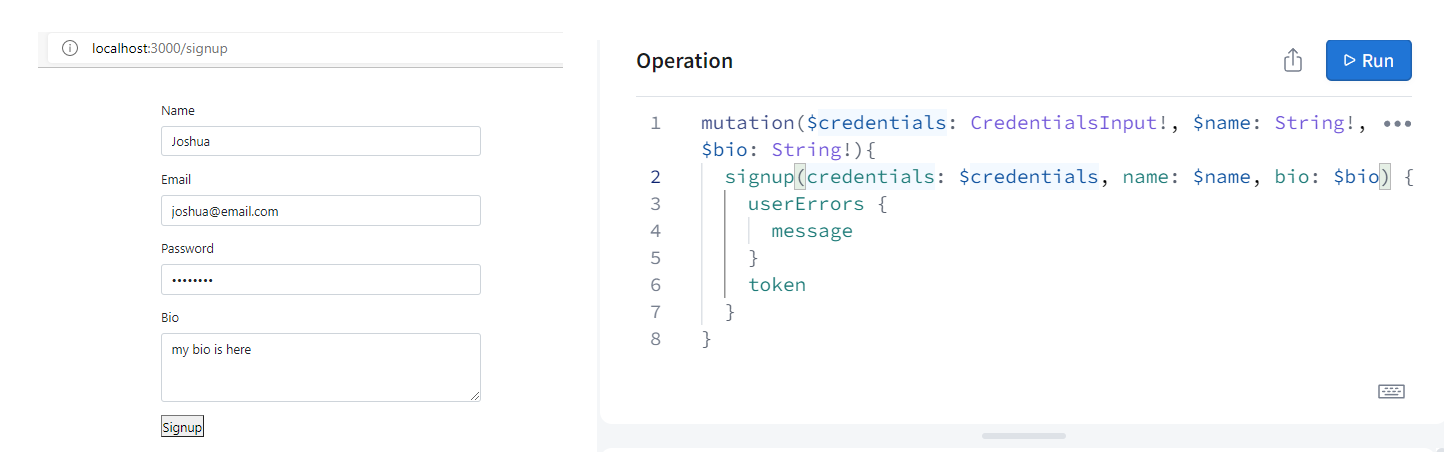 localhost:3000/signup
Name
Joshua
Email
joshua@email.com
Password
••••••••
Bio
my bio is here
Signup
Operation
Run
1 mutation($credentials: CredentialsInput!, $name: String!, •••
$bio: String!){
2 signup(credentials: $credentials, name: $name, bio: $bio) {
3 userErrors {
4 message
5 }
6 token
7 }
8 }